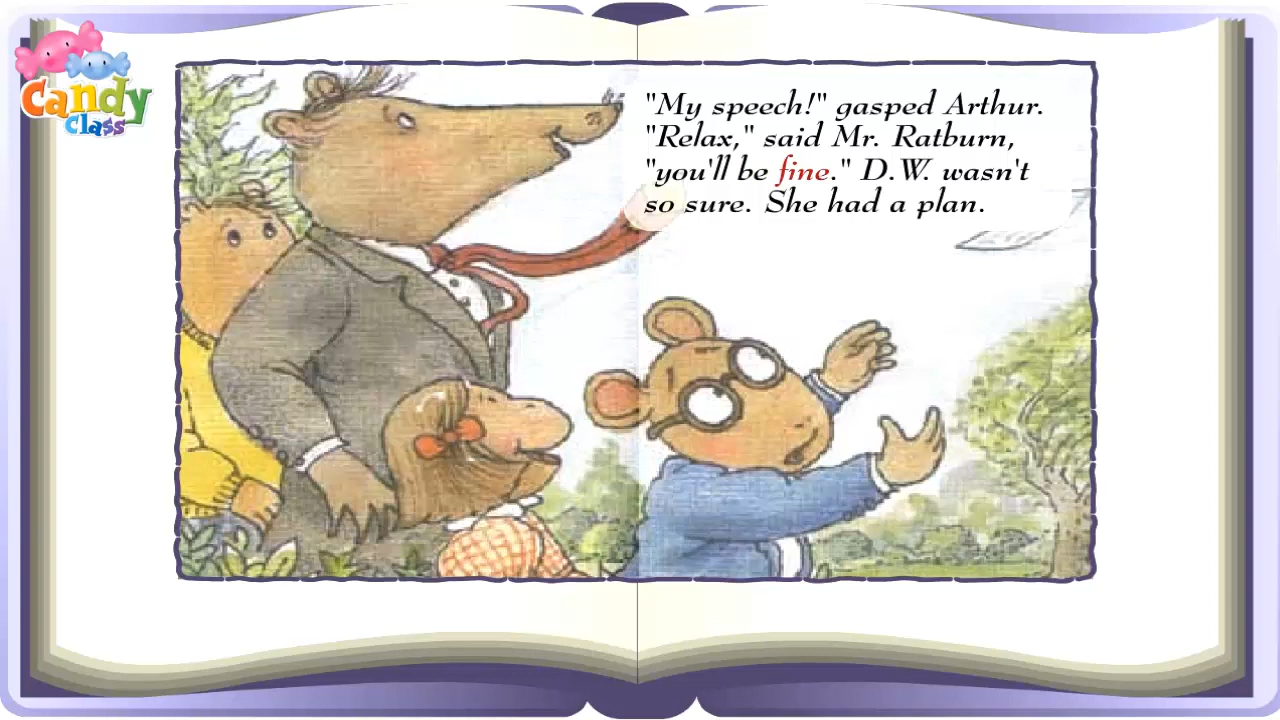 Candy
Class
"My speech!" gasped Arthur.
"Relax," said Mr. Ratburn,
"you'll be fine." D.W. wasn't
so sure. She had a plan.